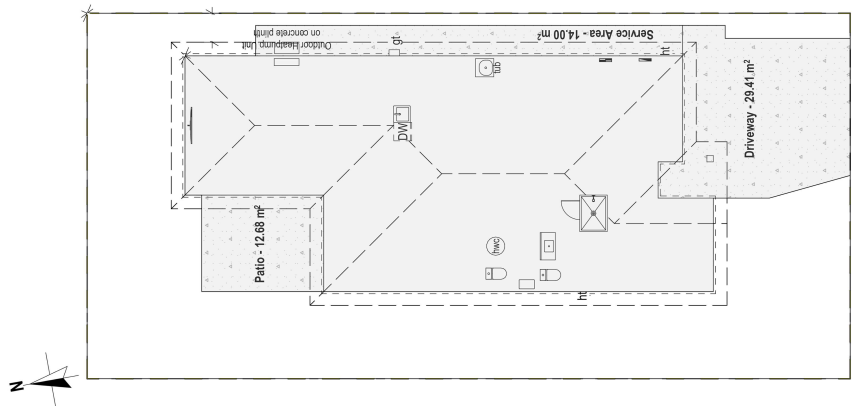 Outdoor Heatpump Unit
on concrete plinth
gt
Service Area - 14.00 m²
ht
tub
DW
Driveway - 29.41 m²
Patio - 12.68 m²
hwc
ht
N